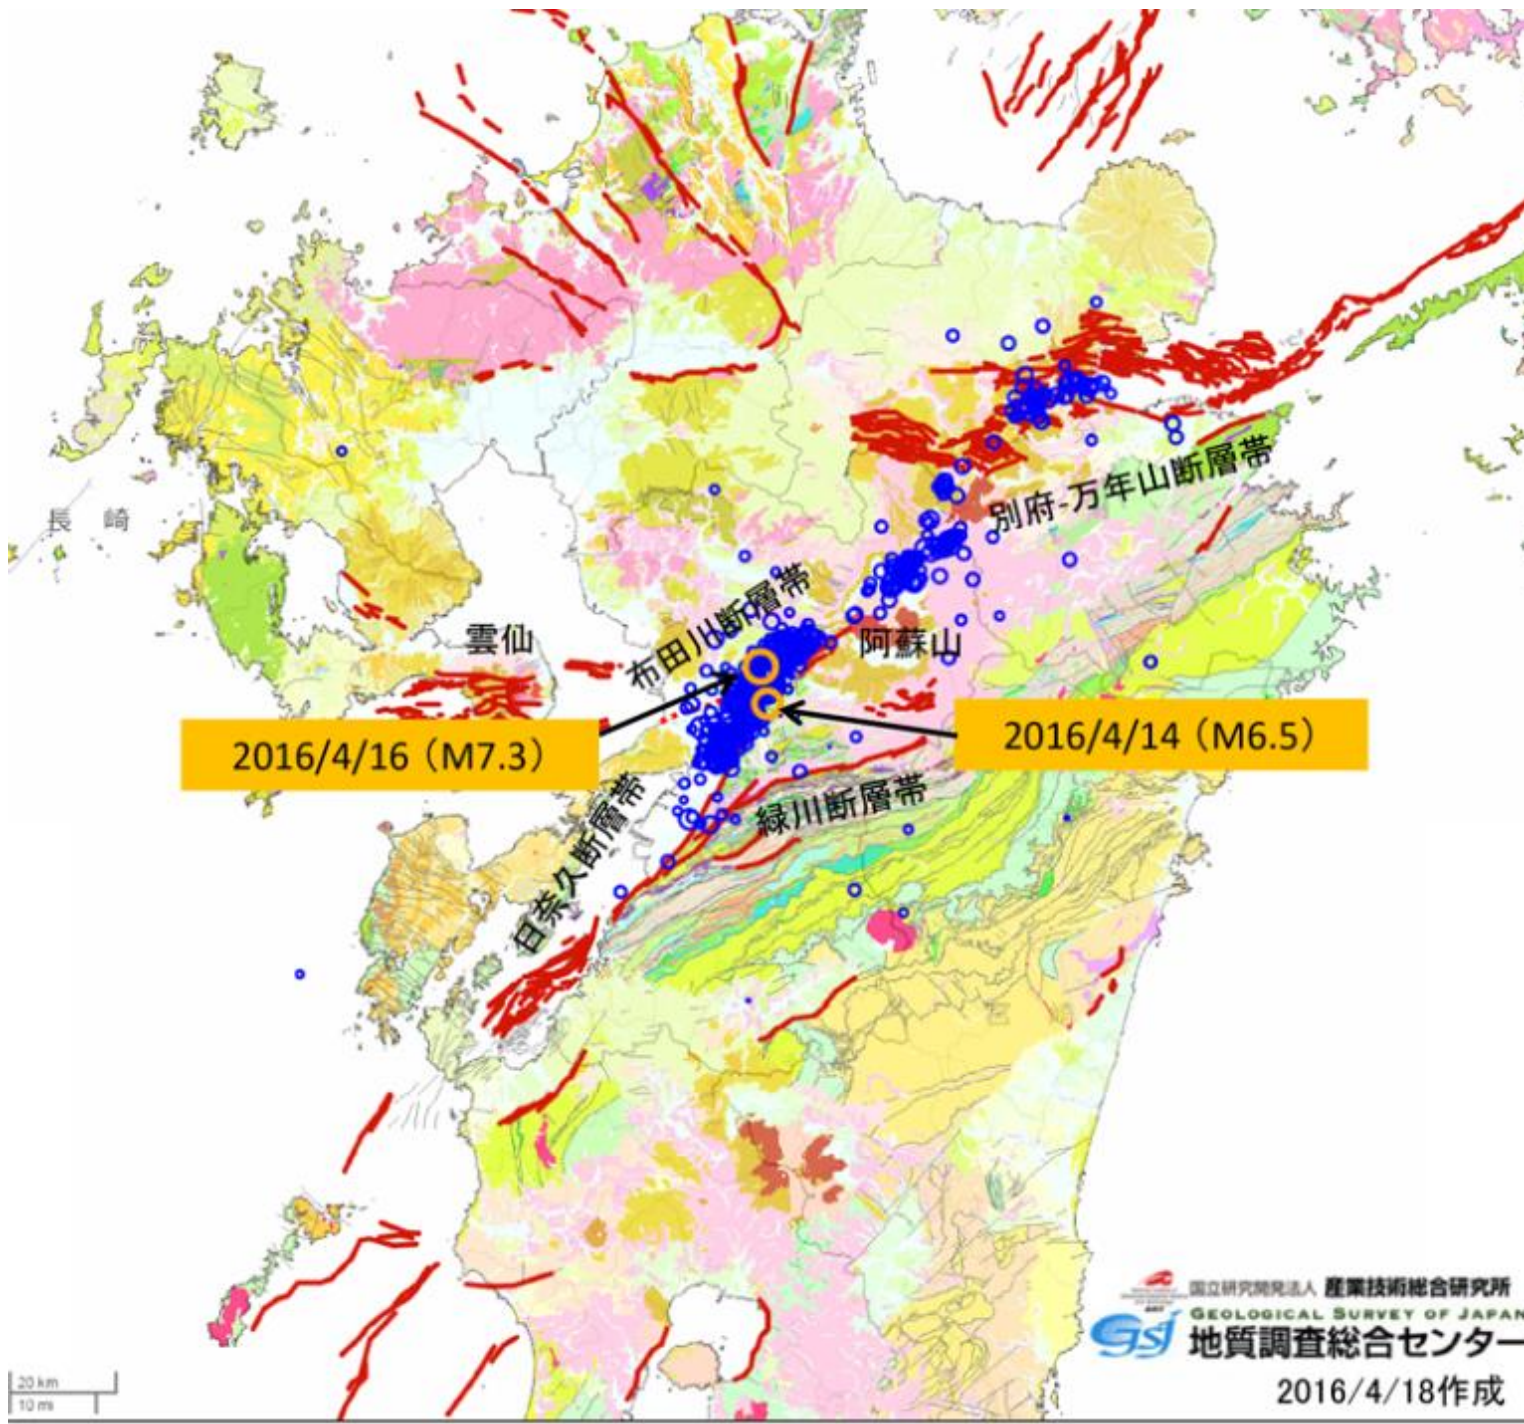 長 崎
別府-万年山断層帯
布田川断層帯
雲仙
阿蘇山
2016/4/16（M7.3）
2016/4/14（M6.5）
緑川断層帯
日奈久断層帯
国立研究開発法人 産業技術総合研究所
GEOLOGICAL SURVEY OF JAPAN
GSJ
地質調査総合センター
2016/4/18作成
20 km
10 mi